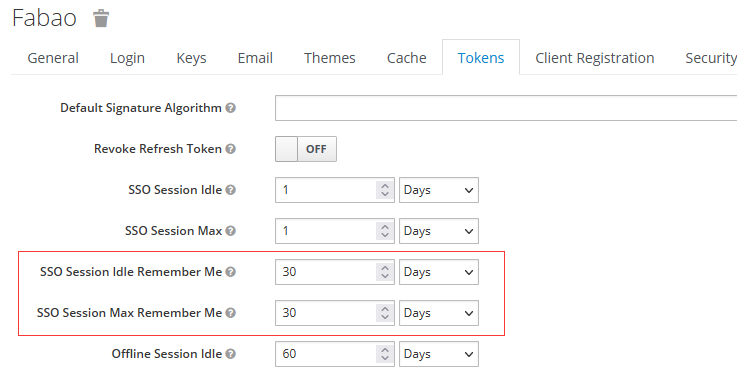 Fabao
General Login Keys Email Themes Cache Tokens Client Registration Security
Default Signature Algorithm
Revoke Refresh Token OFF
SSO Session Idle 1 Days
SSO Session Max 1 Days
SSO Session Idle Remember Me 30 Days
SSO Session Max Remember Me 30 Days
Offline Session Idle 60 Days